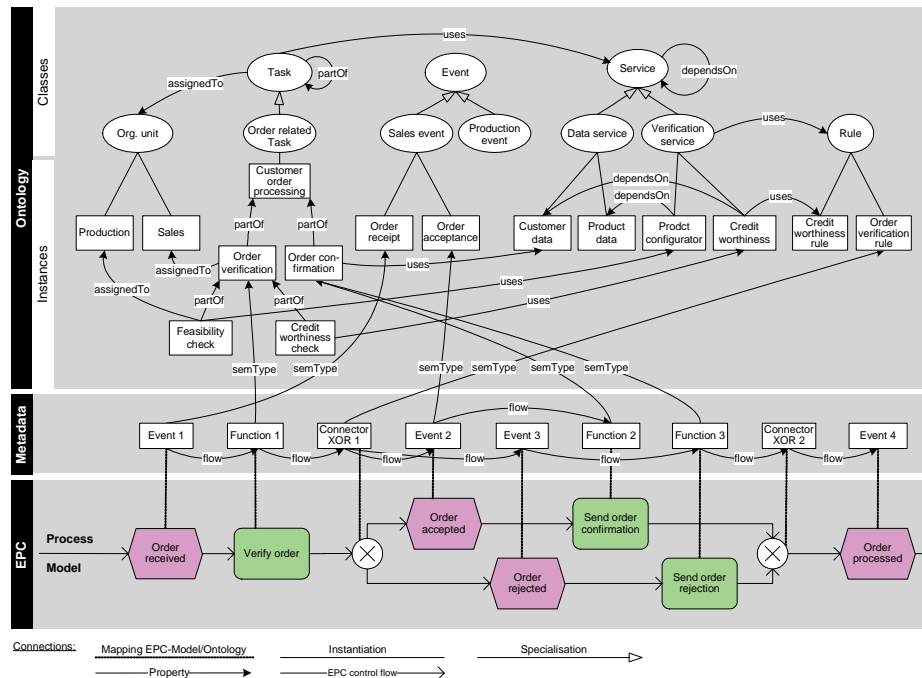 Ontology
Classes
Instances
uses
Task
partOf
Event
Service
dependsOn
assignedTo
Org. unit
Order related
Task
Sales event
Production
event
Data service
Verification
service
uses
Rule
Customer
order
processing
dependsOn
uses
partOf
partOf
dependsOn
Production
Sales
Order
receipt
Order
acceptance
Customer
data
Product
data
Prodct
configurator
Credit
worthiness
Credit
worthiness
rule
Order
verification
rule
assignedTo
Order
verification
Order con-
firmation
uses
assignedTo
partOf
partOf
uses
uses
Feasibility
check
Credit
worthiness
check
semType
semType
semType
semType
semType
semType
Metadata
flow
Event 1
Function 1
Connector
XOR 1
Event 2
Event 3
Function 2
Function 3
Connector
XOR 2
Event 4
flow
flow
flow
flow
flow
flow
flow
EPC
Process
Model
Order
received
Verify order
Order
accepted
Send order
confirmation
Order
rejected
Send order
rejection
Order
processed
Connections:
Mapping EPC-Model/Ontology
Instantiation
Specialisation
Property
EPC control flow